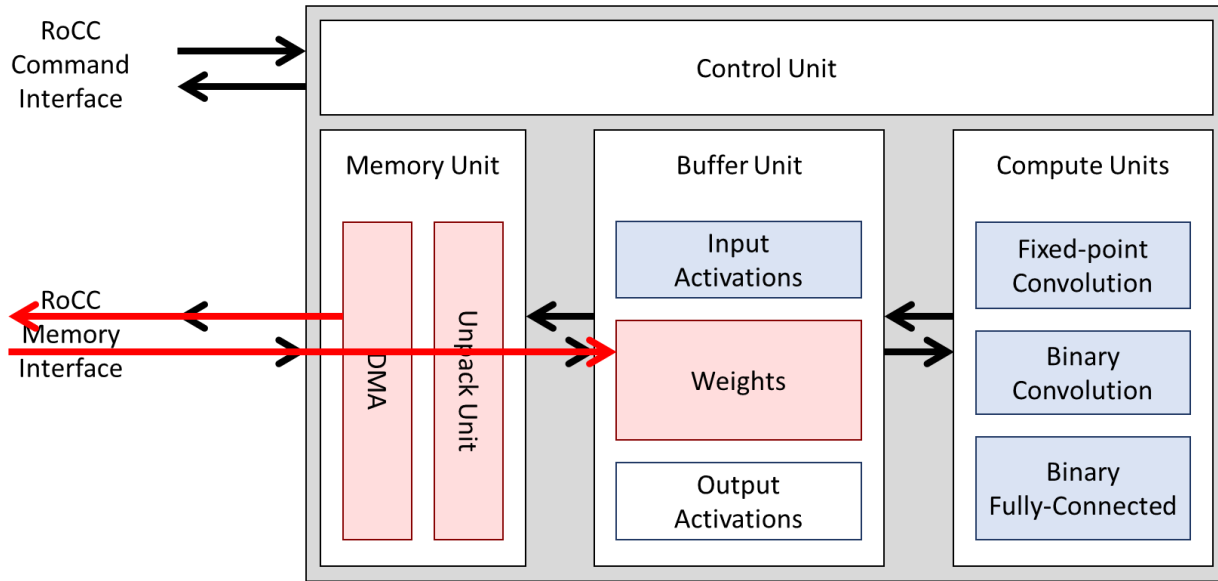 RoCC
Command
Interface
Control Unit
Memory Unit
Buffer Unit
Compute Units
RoCC
Memory
Interface
DMA
Unpack Unit
Input
Activations
Weights
Output
Activations
Fixed-point
Convolution
Binary
Convolution
Binary
Fully-Connected